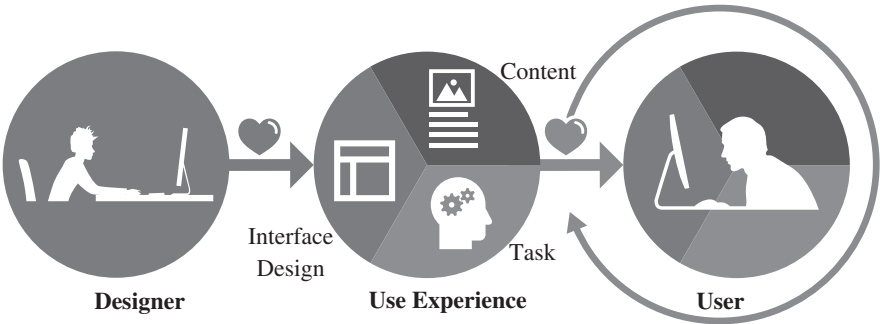 Content
Interface
Design
Task
Designer
Use Experience
User